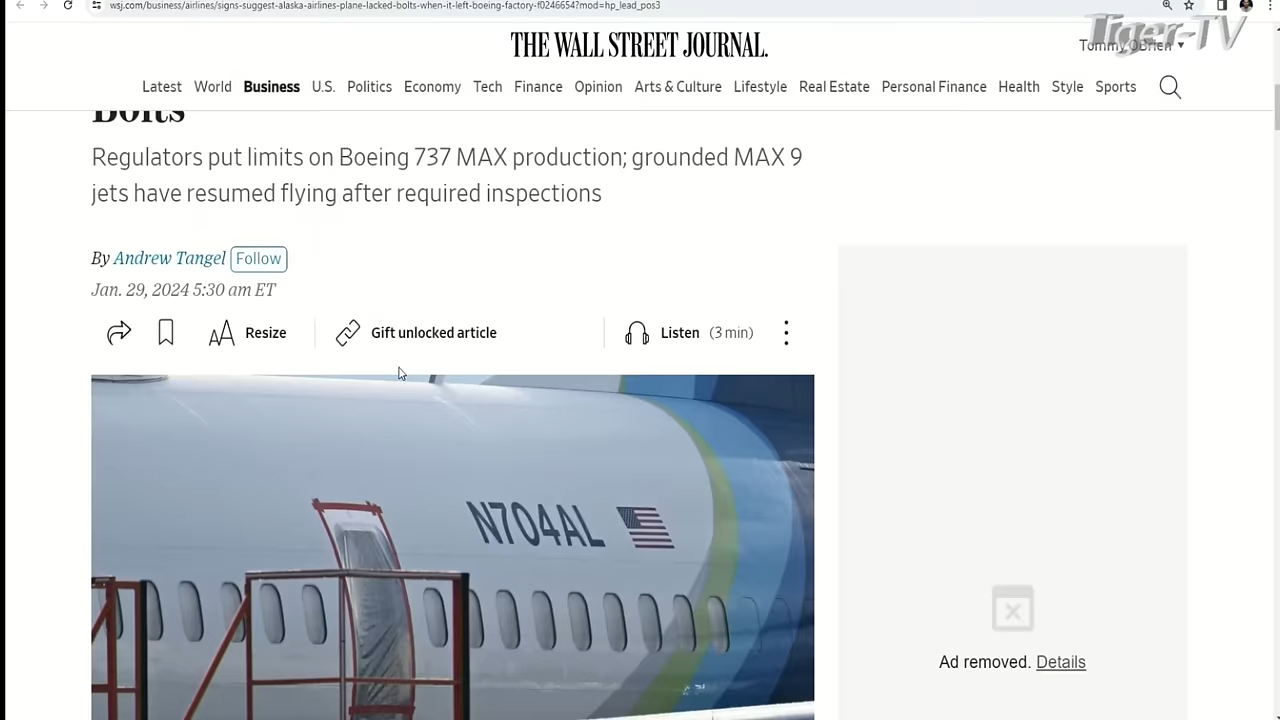 wsj.com/business/airlines/signs-suggest-alaska-airlines-plane-lacked-bolts-when-it-left-boeing-factory-f0246654?mod=hp_lead_pos3
Tiger-TV
THE WALL STREET JOURNAL.
Tommy O'Brien
Latest World Business U.S. Politics Economy Tech Finance Opinion Arts & Culture Lifestyle Real Estate Personal Finance Health Style Sports
Bolts
Regulators put limits on Boeing 737 MAX production; grounded MAX 9
jets have resumed flying after required inspections
By Andrew Tangel Follow
Jan. 29, 2024 5:30 am ET
AA Resize Gift unlocked article Listen (3 min)
N704AL
Ad removed. Details